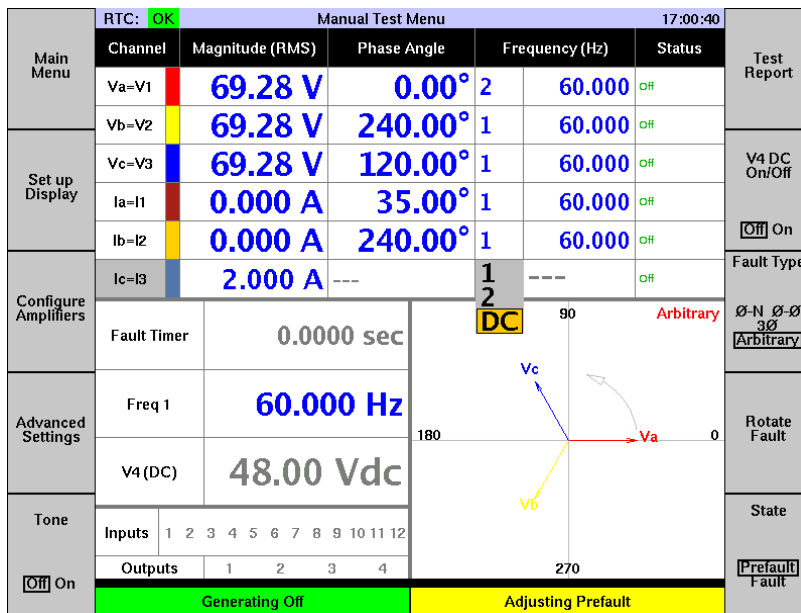 RTC: OK Manual Test Menu 17:00:40
Main Menu
Set up Display
Configure Amplifiers
Advanced Settings
Tone
Off On
Channel Magnitude (RMS) Phase Angle Frequency (Hz) Status
Va=V1 69.28 V 0.00° 2 60.000 Off
Vb=V2 69.28 V 240.00° 1 60.000 Off
Vc=V3 69.28 V 120.00° 1 60.000 Off
Ia=I1 0.000 A 35.00° 1 60.000 Off
Ib=I2 0.000 A 240.00° 1 60.000 Off
Ic=I3 2.000 A --- 1 --- Off
2
DC
Fault Timer 0.0000 sec
Freq 1 60.000 Hz
V4 (DC) 48.00 Vdc
Inputs 1 2 3 4 5 6 7 8 9 10 11 12
Outputs 1 2 3 4
90 Arbitrary
Vc
180 Va 0
Vb
270
Generating Off Adjusting Prefault
Test Report
V4 DC On/Off
Off On
Fault Type
Ø-N Ø-Ø
3Ø
Arbitrary
Rotate Fault
State
Prefault
Fault